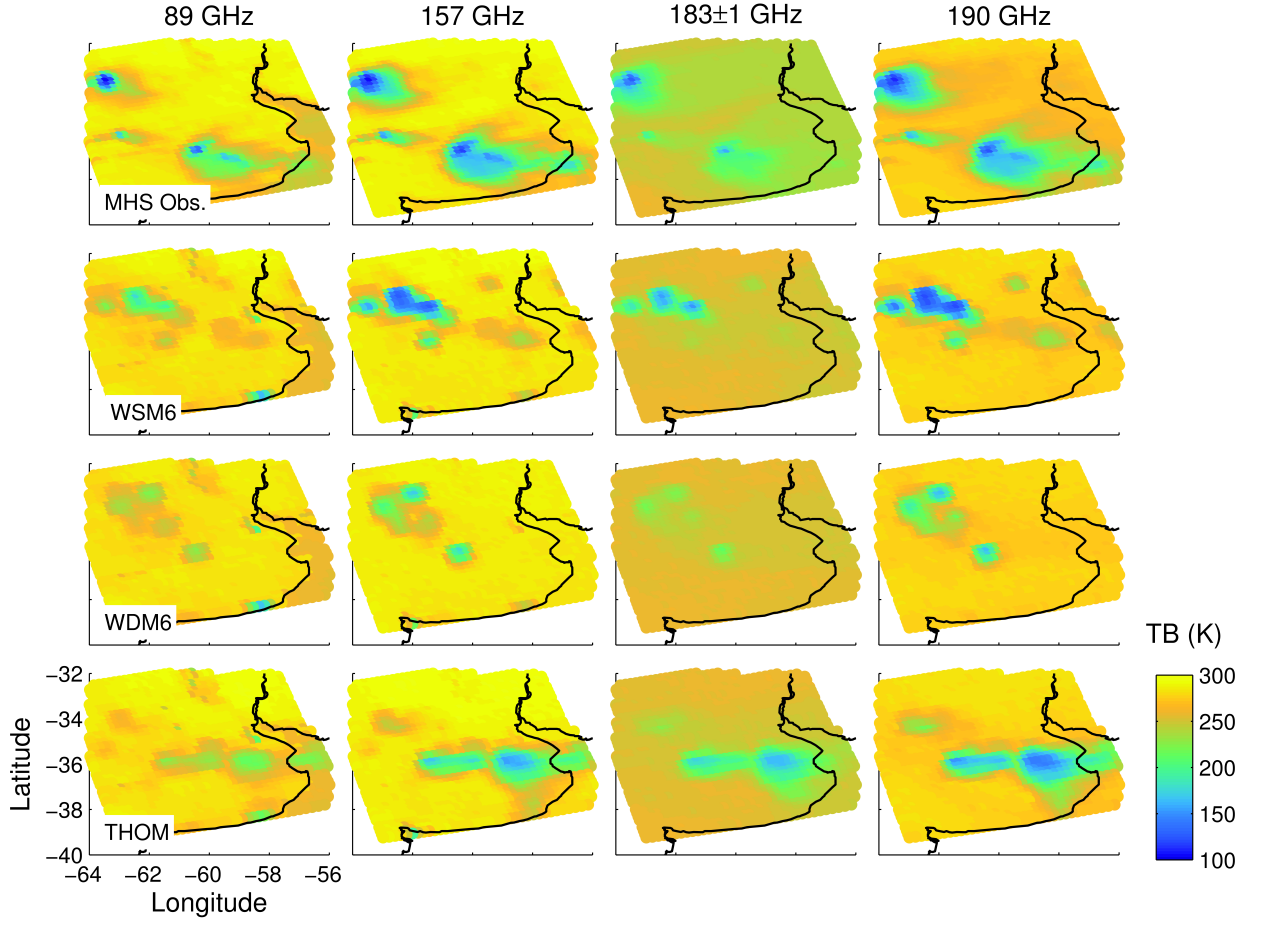 89 GHz 157 GHz 183±1 GHz 190 GHz
MHS Obs.
WSM6
WDM6
TB (K)
−32
−34
−36
−38
−40
Latitude
THOM
−64 −62 −60 −58 −56
Longitude
300
250
200
150
100